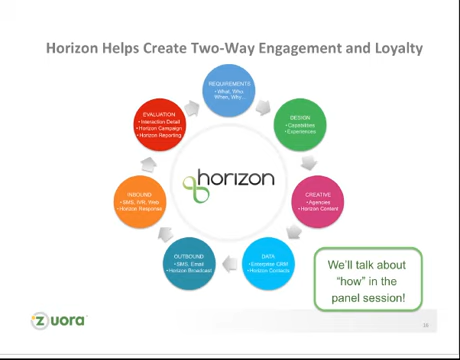 Horizon Helps Create Two-Way Engagement and Loyalty
REQUIREMENTS
• What, Who
When, Why...
DESIGN
• Capabilities
• Experiences
CREATIVE
• Agencies
• Horizon Content
DATA
• Enterprise CRM
• Horizon Contacts
OUTBOUND
• SMS, Email
• Horizon Broadcast
INBOUND
• SMS, IVR, Web
• Horizon Response
EVALUATION
• Interaction Detail
• Horizon Campaign
• Horizon Reporting
horizon
We'll talk about
"how" in the
panel session!
zuora